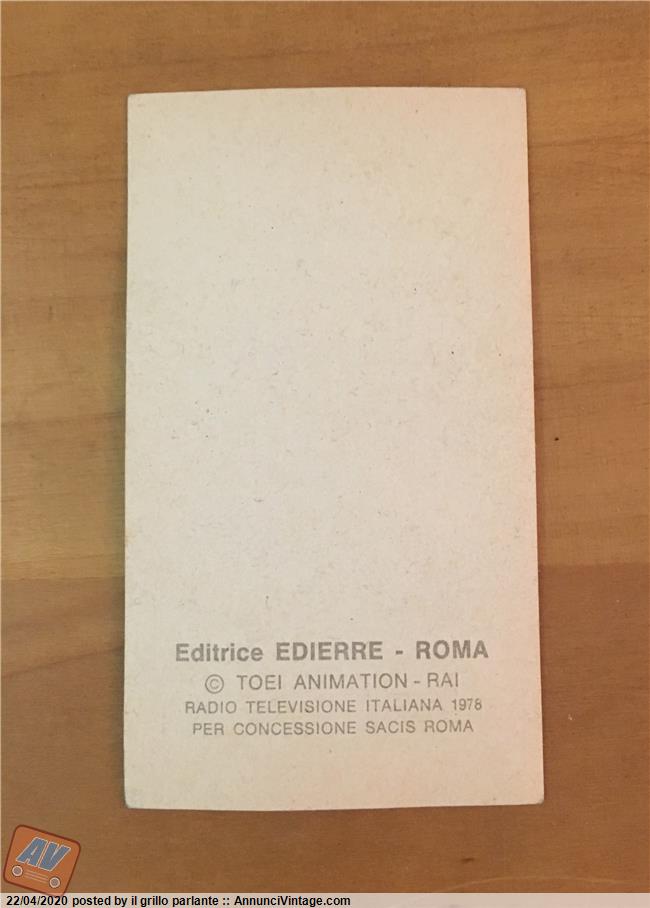 Editrice EDIERRE - ROMA
© TOEI ANIMATION - RAI
RADIO TELEVISIONE ITALIANA 1978
PER CONCESSIONE SACIS ROMA
AV
22/04/2020 posted by il grillo parlante :: AnnunciVintage.com